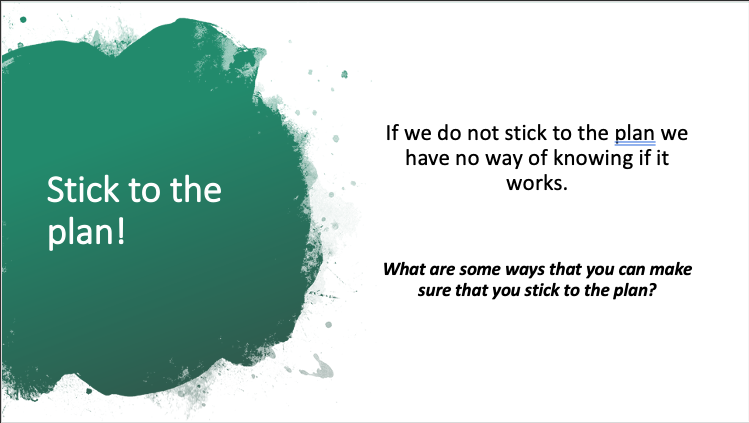 Stick to the
plan!
If we do not stick to the plan we
have no way of knowing if it
works.
What are some ways that you can make
sure that you stick to the plan?